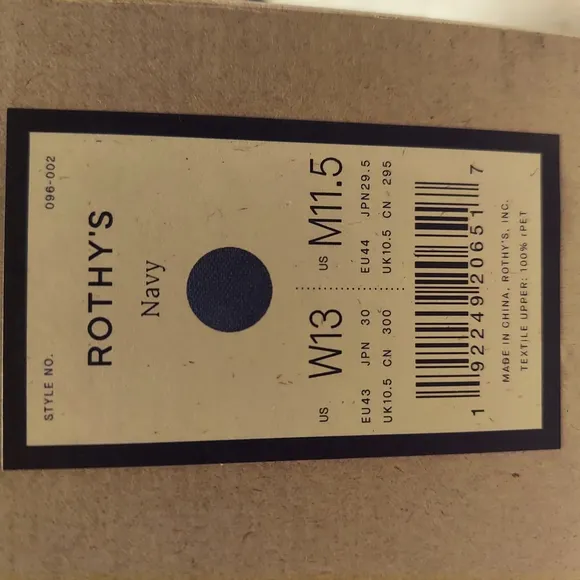 STYLE NO. 096-002
ROTHY'S
Navy
US W13 US M11.5
EU43 JPN 30 EU44 JPN29.5
UK10.5 CN 300 UK10.5 CN 295
1 92249 20651 7
MADE IN CHINA. ROTHY'S, INC.
TEXTILE UPPER: 100% rPET